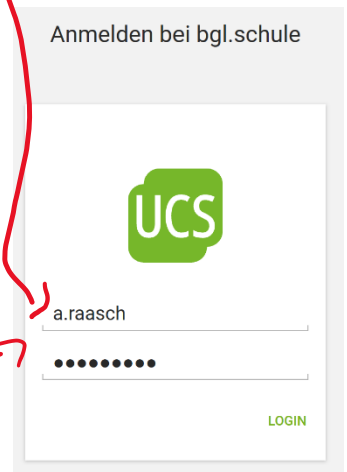 Anmelden bei bgl.schule
UCS
a.raasch
•••••••••
LOGIN